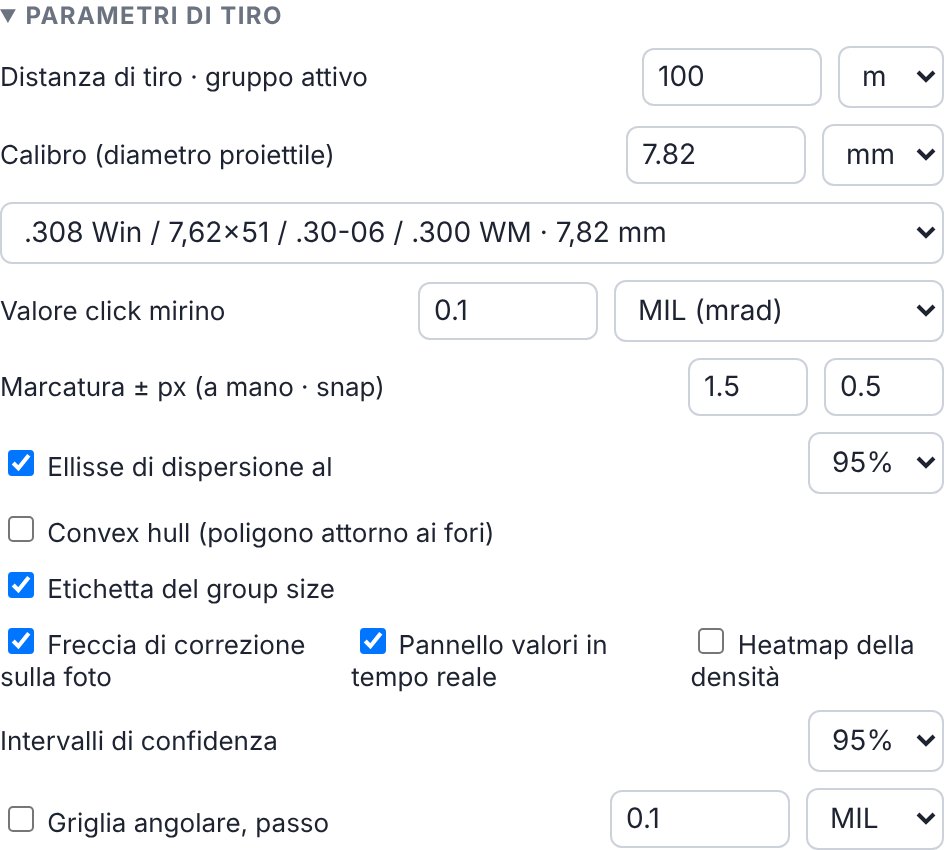 ▼ PARAMETRI DI TIRO
Distanza di tiro · gruppo attivo 100 m
Calibro (diametro proiettile) 7.82 mm
.308 Win / 7,62×51 / .30-06 / .300 WM · 7,82 mm
Valore click mirino 0.1 MIL (mrad)
Marcatura ± px (a mano · snap) 1.5 0.5
Ellisse di dispersione al 95%
Convex hull (poligono attorno ai fori)
Etichetta del group size
Freccia di correzione sulla foto
Pannello valori in tempo reale
Heatmap della densità
Intervalli di confidenza 95%
Griglia angolare, passo 0.1 MIL